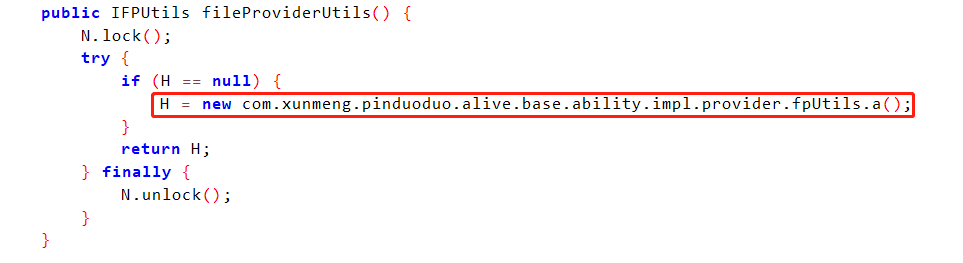 public IFPUtils fileProviderUtils() {
    N.lock();
    try {
        if (H == null) {
            H = new com.xunmeng.pinduoduo.alive.base.ability.impl.provider.fpUtils.a();
        }
        return H;
    } finally {
        N.unlock();
    }
}